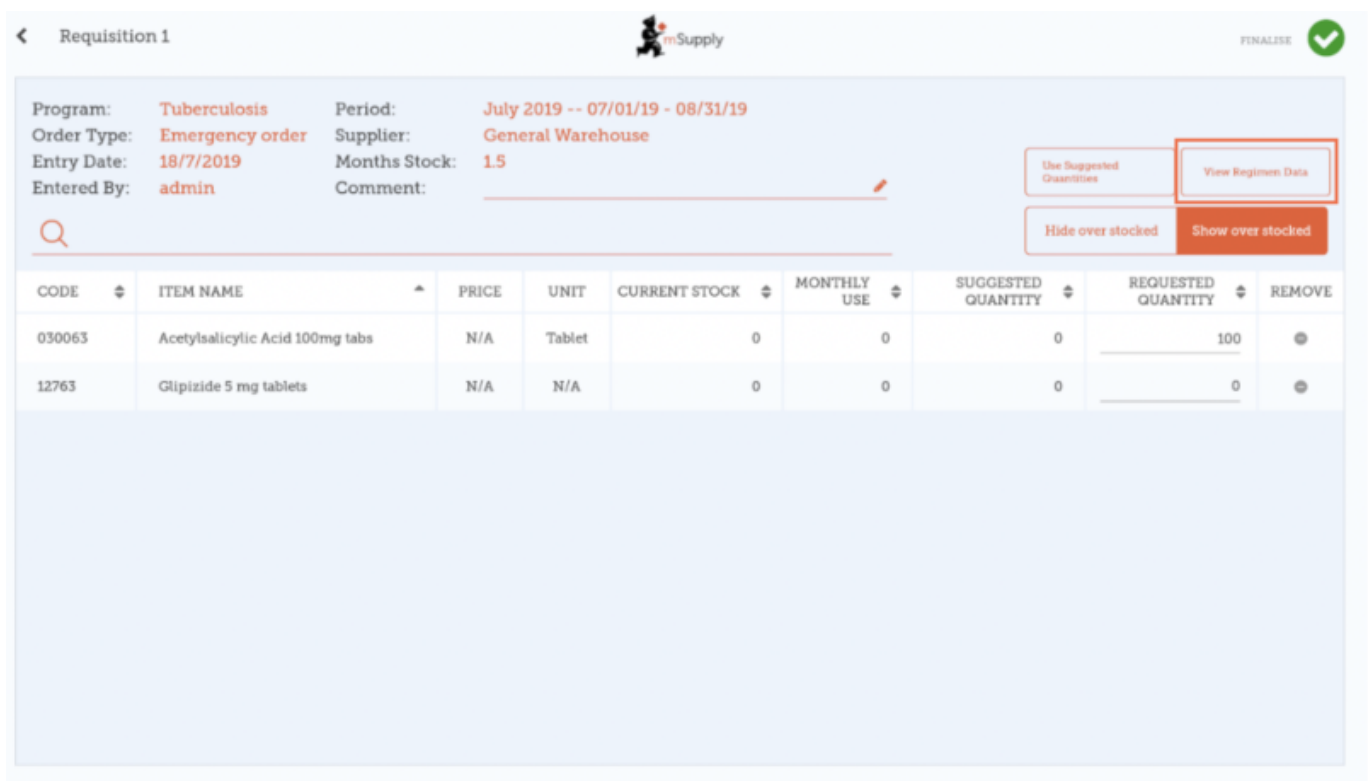 Requisition 1
mSupply
FINALISE
Program: Tuberculosis Period: July 2019 -- 07/01/19 - 08/31/19
Order Type: Emergency order Supplier: General Warehouse
Entry Date: 18/7/2019 Months Stock: 1.5
Entered By: admin Comment:
Use Suggested
Quantities
View Regimen Data
Hide over stocked
Show over stocked
CODE ITEM NAME PRICE UNIT CURRENT STOCK MONTHLY USE SUGGESTED QUANTITY REQUESTED QUANTITY REMOVE
030063 Acetylsalicylic Acid 100mg tabs N/A Tablet 0 0 0 100
12763 Glipizide 5 mg tablets N/A N/A 0 0 0 0